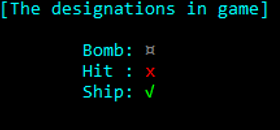 [The designations in game]
Bomb: ¤
Hit : x
Ship: √